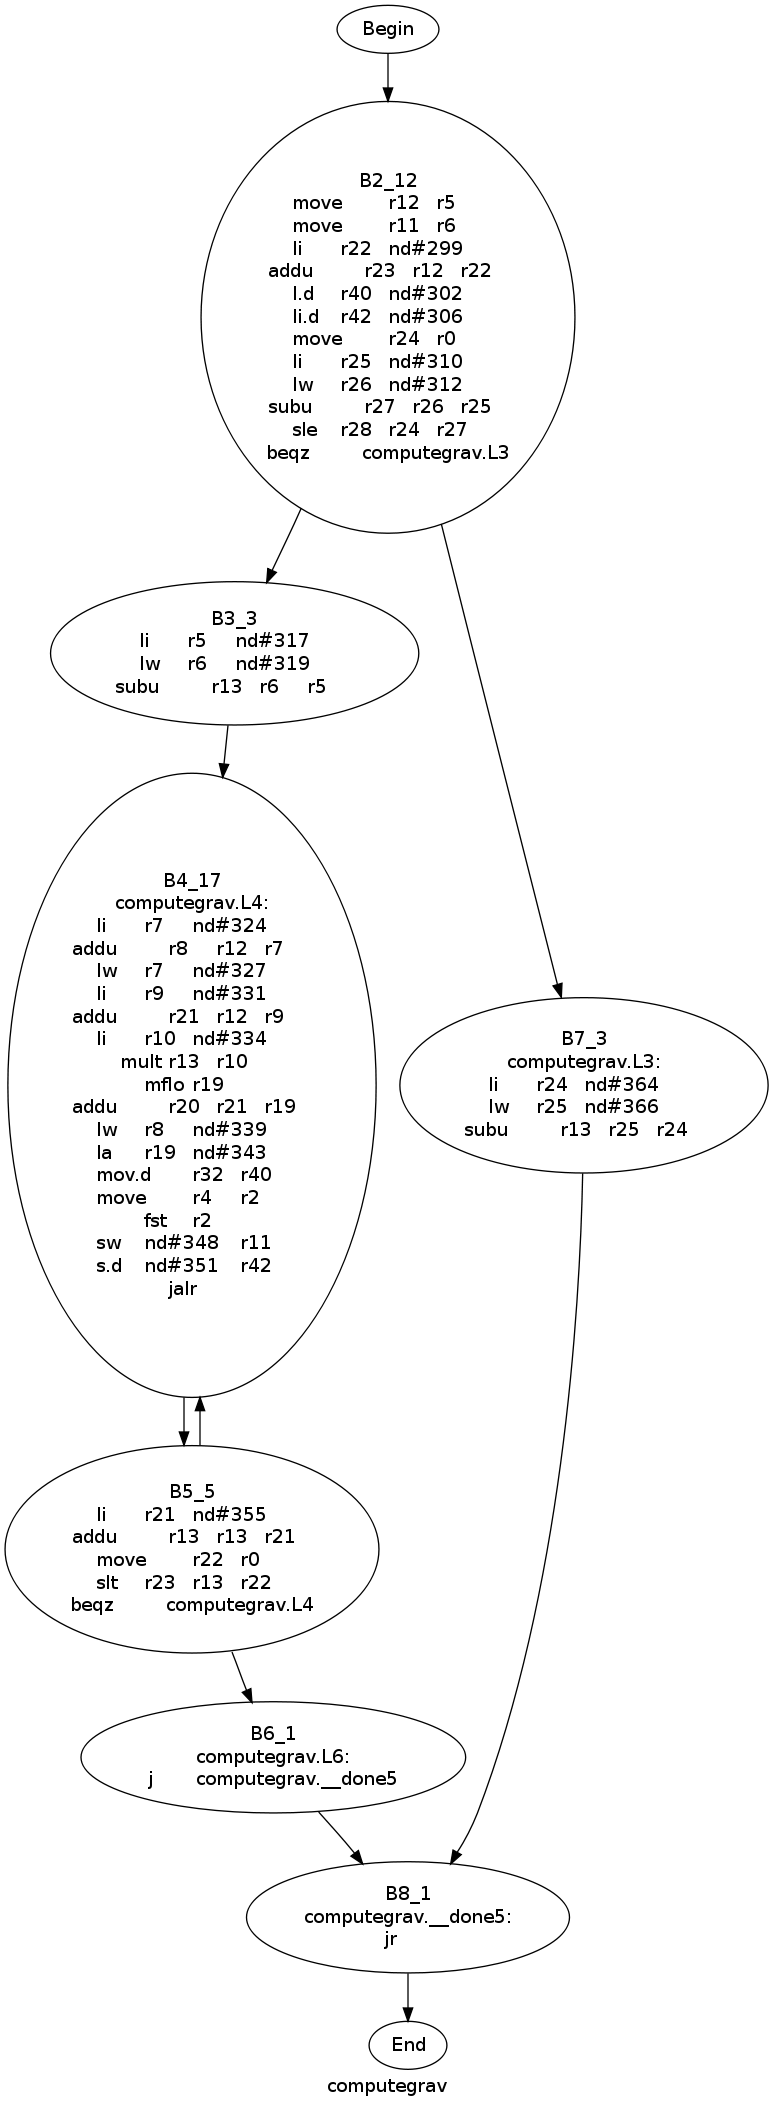 Begin
B2_12
move r12 r5
move r11 r6
li r22 nd#299
addu r23 r12 r22
l.d r40 nd#302
li.d r42 nd#306
move r24 r0
li r25 nd#310
lw r26 nd#312
subu r27 r26 r25
sle r28 r24 r27
beqz computegrav.L3
B3_3
li r5 nd#317
lw r6 nd#319
subu r13 r6 r5
B4_17
computegrav.L4:
li r7 nd#324
addu r8 r12 r7
lw r7 nd#327
li r9 nd#331
addu r21 r12 r9
li r10 nd#334
mult r13 r10
mflo r19
addu r20 r21 r19
lw r8 nd#339
la r19 nd#343
mov.d r32 r40
move r4 r2
fst r2
sw nd#348 r11
s.d nd#351 r42
jalr
B7_3
computegrav.L3:
li r24 nd#364
lw r25 nd#366
subu r13 r25 r24
B5_5
li r21 nd#355
addu r13 r13 r21
move r22 r0
slt r23 r13 r22
beqz computegrav.L4
B6_1
computegrav.L6:
j computegrav.__done5
B8_1
computegrav.__done5:
jr
End
computegrav